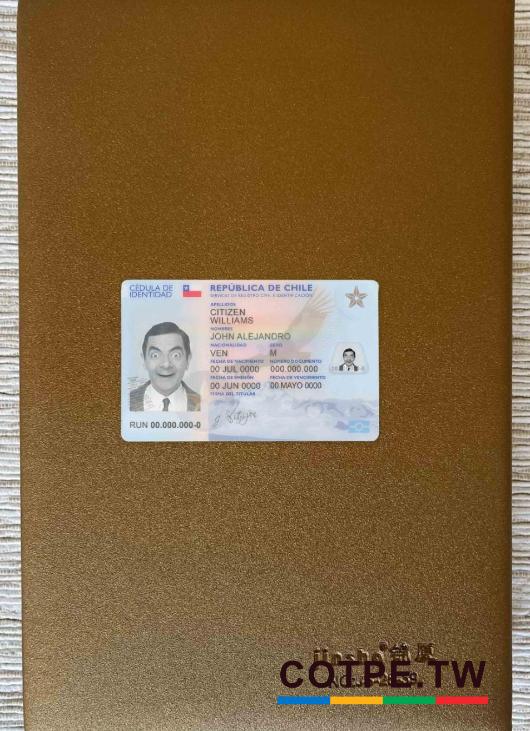 CÉDULA DE
IDENTIDAD
REPÚBLICA DE CHILE
SERVICIO DE REGISTRO CIVIL E IDENTIFICACIÓN
APELLIDOS
CITIZEN
WILLIAMS
NOMBRES
JOHN ALEJANDRO
NACIONALIDAD SEXO
VEN M
FECHA DE NACIMIENTO NÚMERO DOCUMENTO
00 JUL 0000 000.000.000
FECHA DE EMISIÓN FECHA DE VENCIMIENTO
00 JUN 0000 00 MAYO 0000
FIRMA DEL TITULAR
RUN 00.000.000-0
COTPE.TW